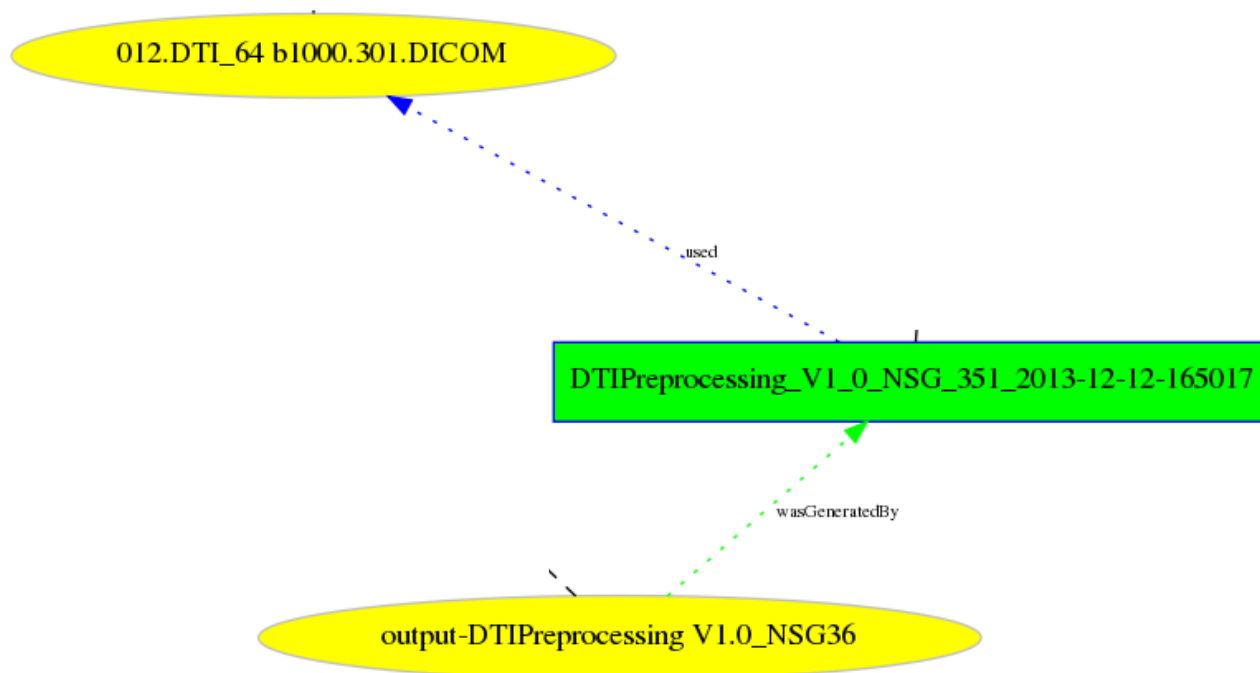 012.DTI_64 b1000.301.DICOM
used
DTIPreprocessing_V1_0_NSG_351_2013-12-12-165017
wasGeneratedBy
output-DTIPreprocessing V1.0_NSG36